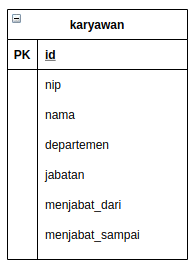 karyawan
PK id
nip
nama
departemen
jabatan
menjabat_dari
menjabat_sampai